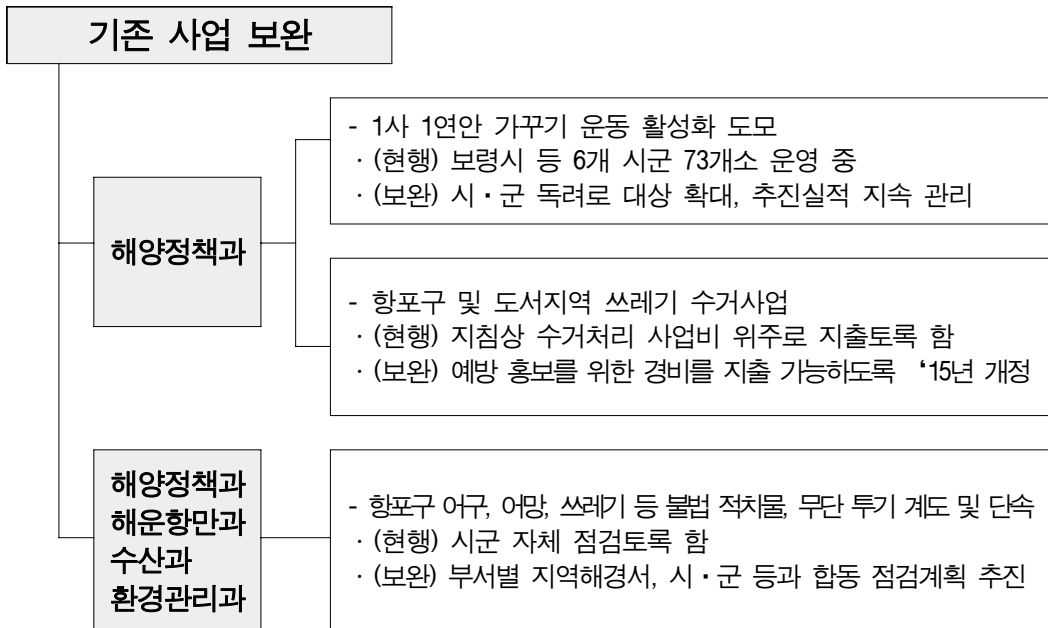 기존 사업 보완
해양정책과
- 1사 1연안 가꾸기 운동 활성화 도모
· (현행) 보령시 등 6개 시군 73개소 운영 중
· (보완) 시·군 독려로 대상 확대, 추진실적 지속 관리
- 항포구 및 도서지역 쓰레기 수거사업
· (현행) 지침상 수거처리 사업비 위주로 지출토록 함
· (보완) 예방 홍보를 위한 경비를 지출 가능하도록 ‘15년 개정
해양정책과
해운항만과
수산과
환경관리과
- 항포구 어구, 어망, 쓰레기 등 불법 적치물, 무단 투기 계도 및 단속
· (현행) 시군 자체 점검토록 함
· (보완) 부서별 지역해경서, 시·군 등과 합동 점검계획 추진